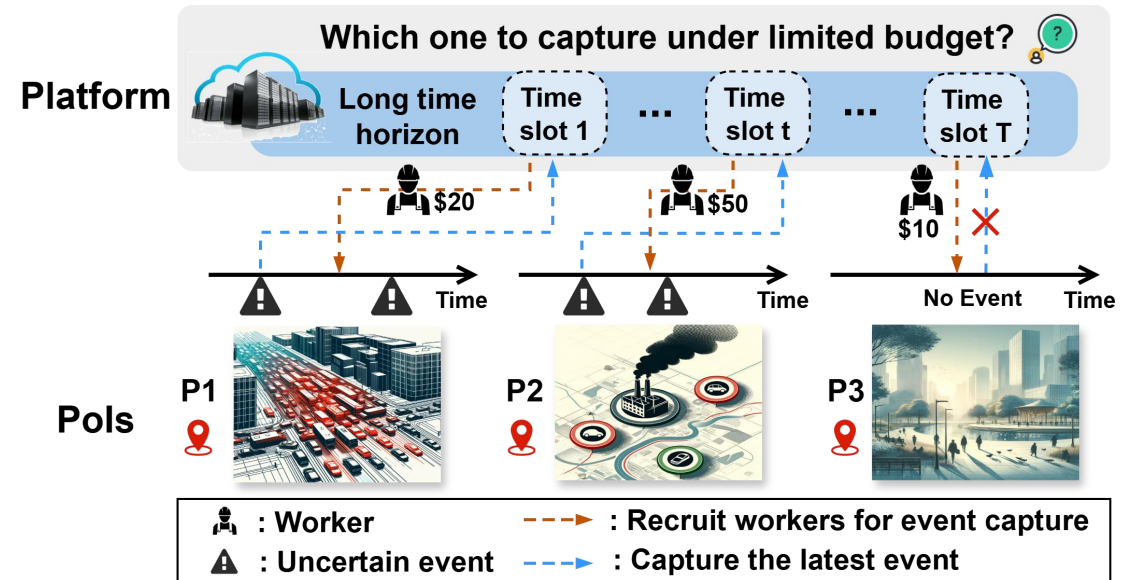 Which one to capture under limited budget?
?
Platform
Long time
horizon
Time
slot 1
...
Time
slot t
...
Time
slot T
$20
$50
$10
Time
Time
No Event
Time
P1
P2
P3
PoIs
: Worker
: Recruit workers for event capture
: Uncertain event
: Capture the latest event